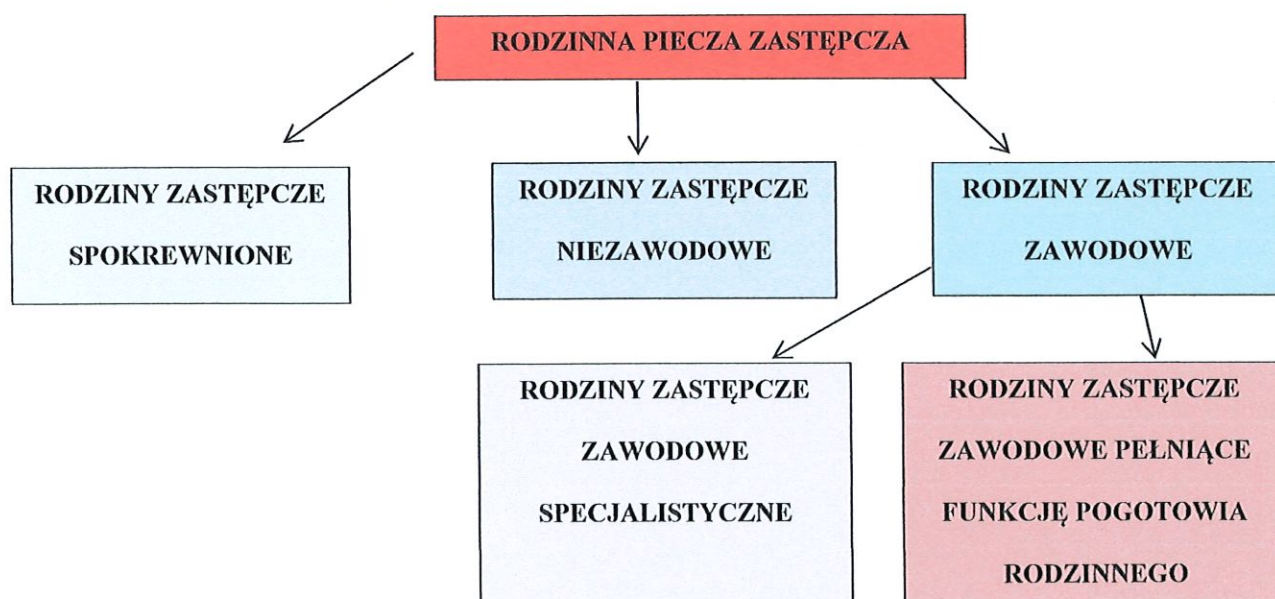 RODZINNA PIECZA ZASTĘPCZA
RODZINY ZASTĘPCZE
SPOKREWNIONE
RODZINY ZASTĘPCZE
NIEZAWODOWE
RODZINY ZASTĘPCZE
ZAWODOWE
RODZINY ZASTĘPCZE
ZAWODOWE
SPECJALISTYCZNE
RODZINY ZASTĘPCZE
ZAWODOWE PEŁNIĄCE
FUNKCJĘ POGOTOWIA
RODZINNEGO